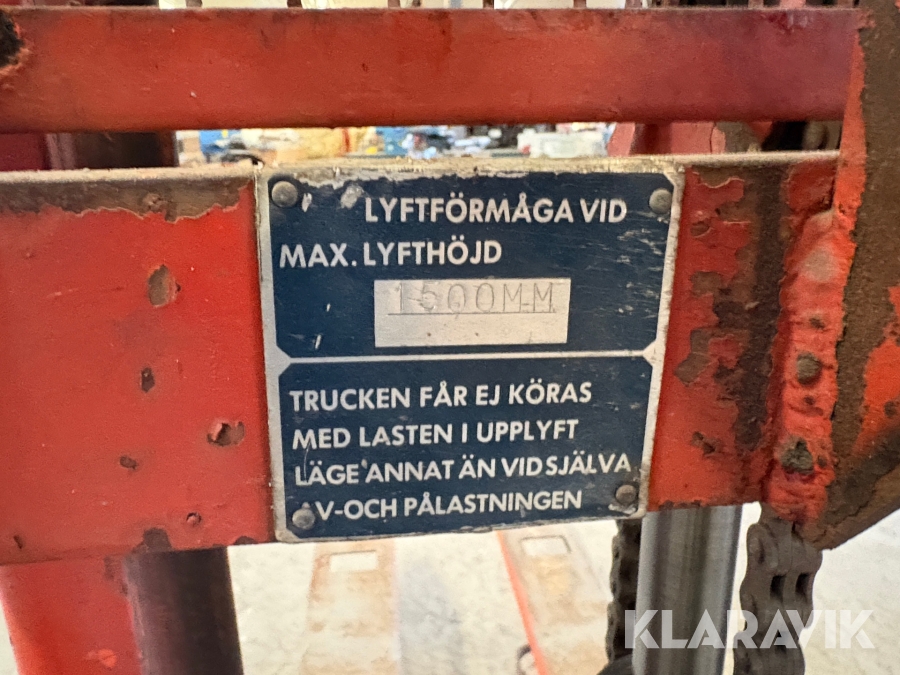 LYFTFÖRMÅGA VID
MAX. LYFTHÖJD
1500MM
TRUCKEN FÅR EJ KÖRAS
MED LASTEN I UPPLYFT
LÄGE ANNAT ÄN VID SJÄLVA
AV-OCH PÅLASTNINGEN
KLARAVIK